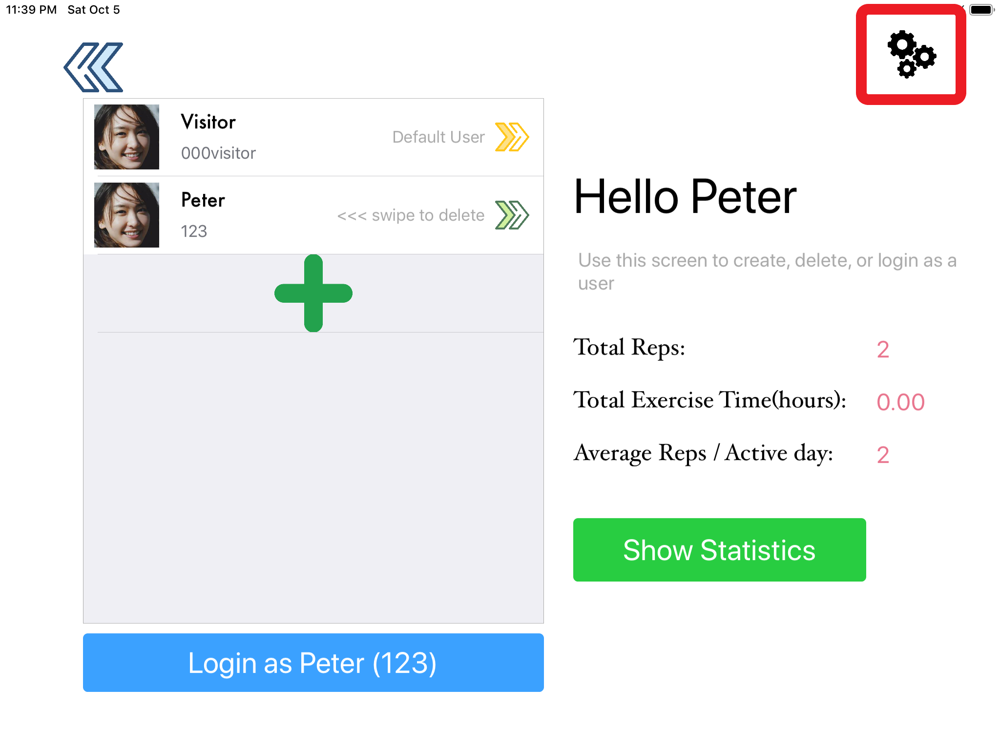 11:39 PM Sat Oct 5
Visitor
000visitor
Default User
Peter
123
<<< swipe to delete
Login as Peter (123)
Hello Peter
Use this screen to create, delete, or login as a
user
Total Reps: 2
Total Exercise Time(hours): 0.00
Average Reps / Active day: 2
Show Statistics